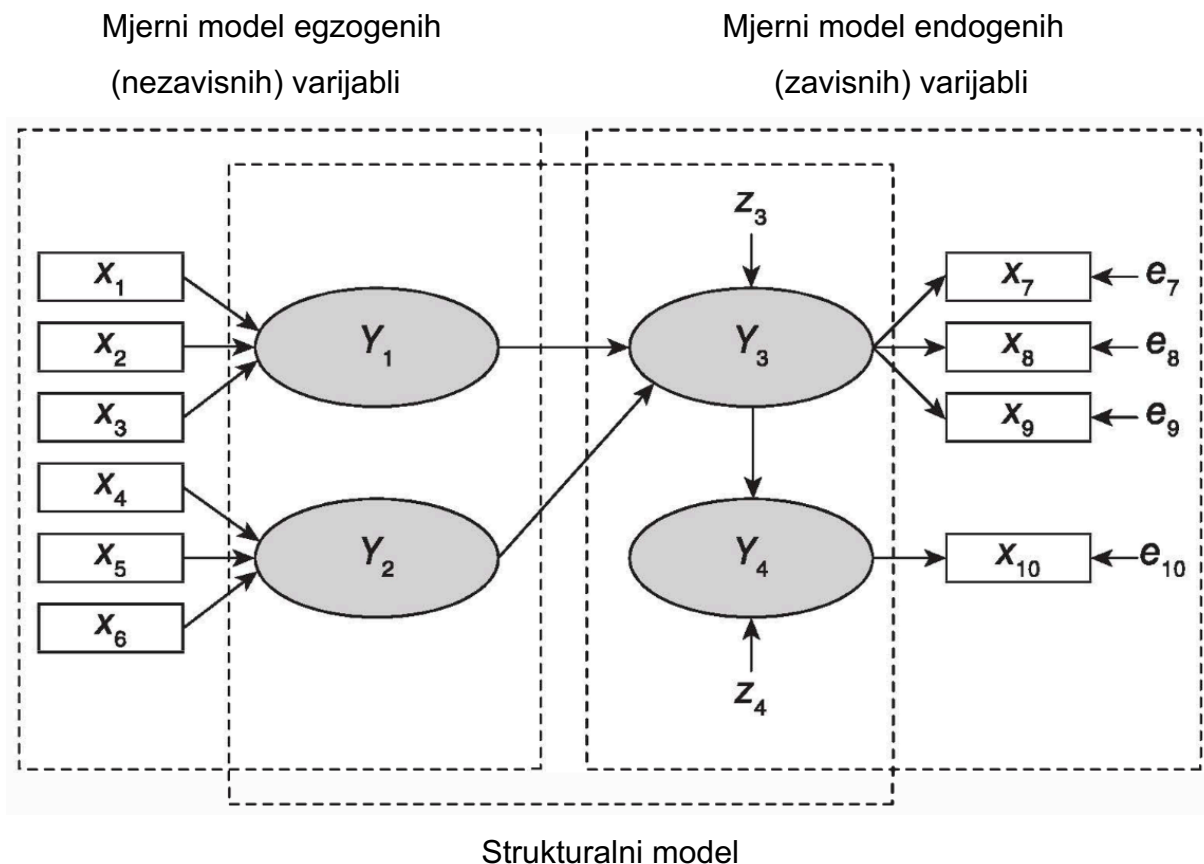 Mjerni model egzogenih
(nezavisnih) varijabli
Mjerni model endogenih
(zavisnih) varijabli
z₃
x₁
x₂
x₃
x₄
x₅
x₆
Y₁
Y₂
Y₃
Y₄
x₇
x₈
x₉
x₁₀
e₇
e₈
e₉
e₁₀
z₄
Strukturalni model